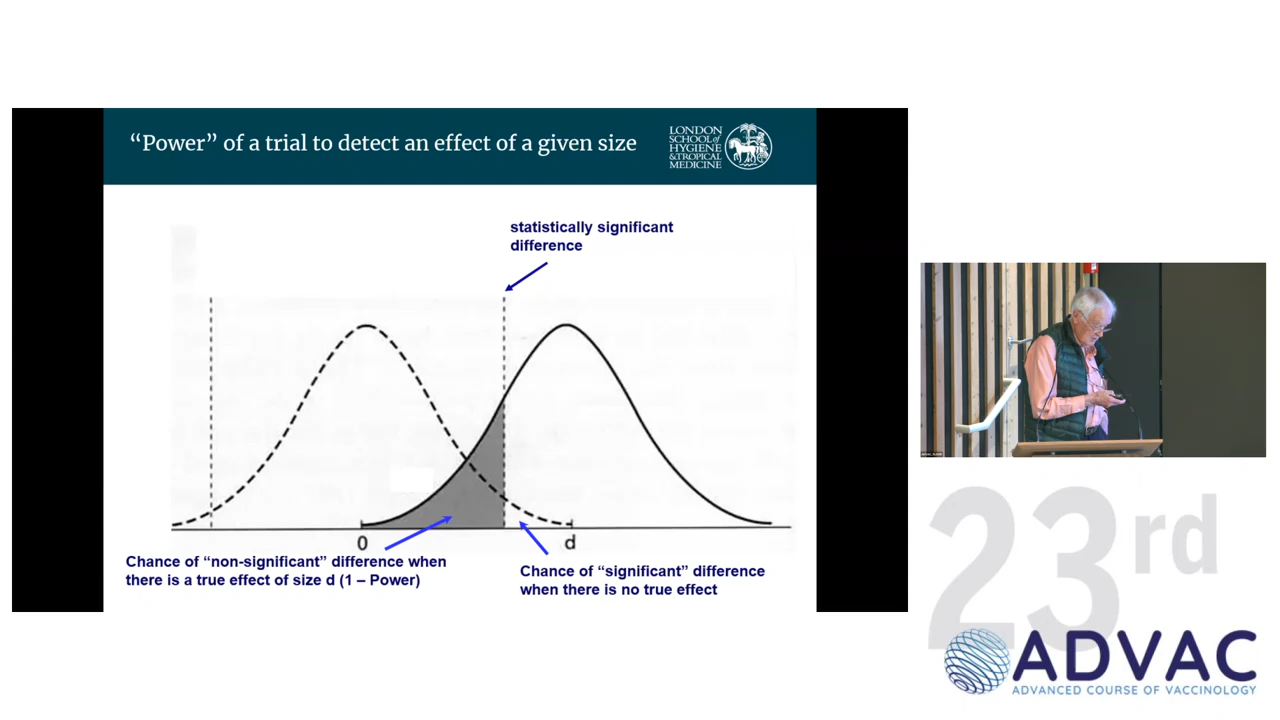 “Power” of a trial to detect an effect of a given size
LONDON
SCHOOL of
HYGIENE
& TROPICAL
MEDICINE
statistically significant
difference
0
d
Chance of “non-significant” difference when
there is a true effect of size d (1 – Power)
Chance of “significant” difference
when there is no true effect
23rd
ADVAC
ADVANCED COURSE OF VACCINOLOGY